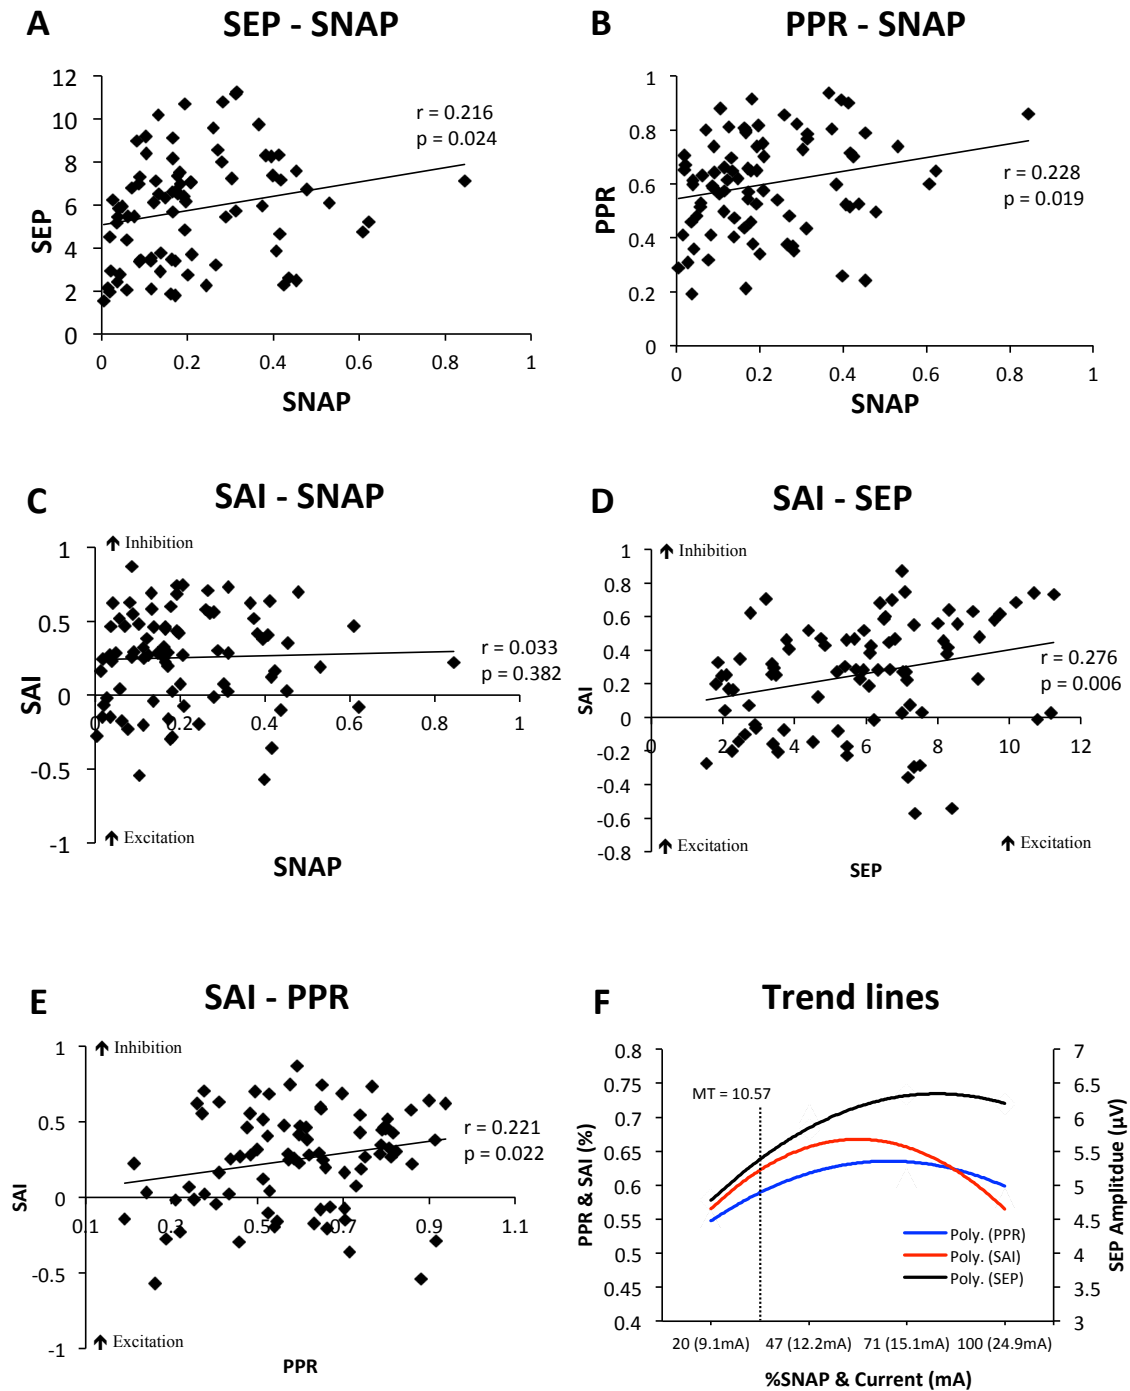 A
SEP - SNAP
12
10
8
6
4
2
0
SEP
r = 0.216
p = 0.024
0
0.2
0.4
0.6
0.8
1
SNAP
B
PPR - SNAP
1
0.8
0.6
0.4
0.2
0
PPR
r = 0.228
p = 0.019
0
0.2
0.4
0.6
0.8
1
SNAP
C
SAI - SNAP
↑ Inhibition
1
0.5
0
-0.5
-1
SAI
r = 0.033
p = 0.382
0
0.2
0.4
0.6
0.8
1
↑ Excitation
SNAP
D
SAI - SEP
↑ Inhibition
1
0.8
0.6
0.4
0.2
0
-0.2
-0.4
-0.6
-0.8
SAI
r = 0.276
p = 0.006
0
2
4
6
8
10
12
↑ Excitation
↑ Excitation
SEP
E
SAI - PPR
↑ Inhibition
1
0.5
0
-0.5
-1
SAI
r = 0.221
p = 0.022
0.1
0.3
0.5
0.7
0.9
1.1
↑ Excitation
PPR
F
Trend lines
0.8
0.75
0.7
0.65
0.6
0.55
0.5
0.45
0.4
PPR & SAI (%)
MT = 10.57
Poly. (PPR)
Poly. (SAI)
Poly. (SEP)
7
6.5
6
5.5
5
4.5
4
3.5
3
SEP Amplitdue (µV)
20 (9.1mA)
47 (12.2mA)
71 (15.1mA)
100 (24.9mA)
%SNAP & Current (mA)